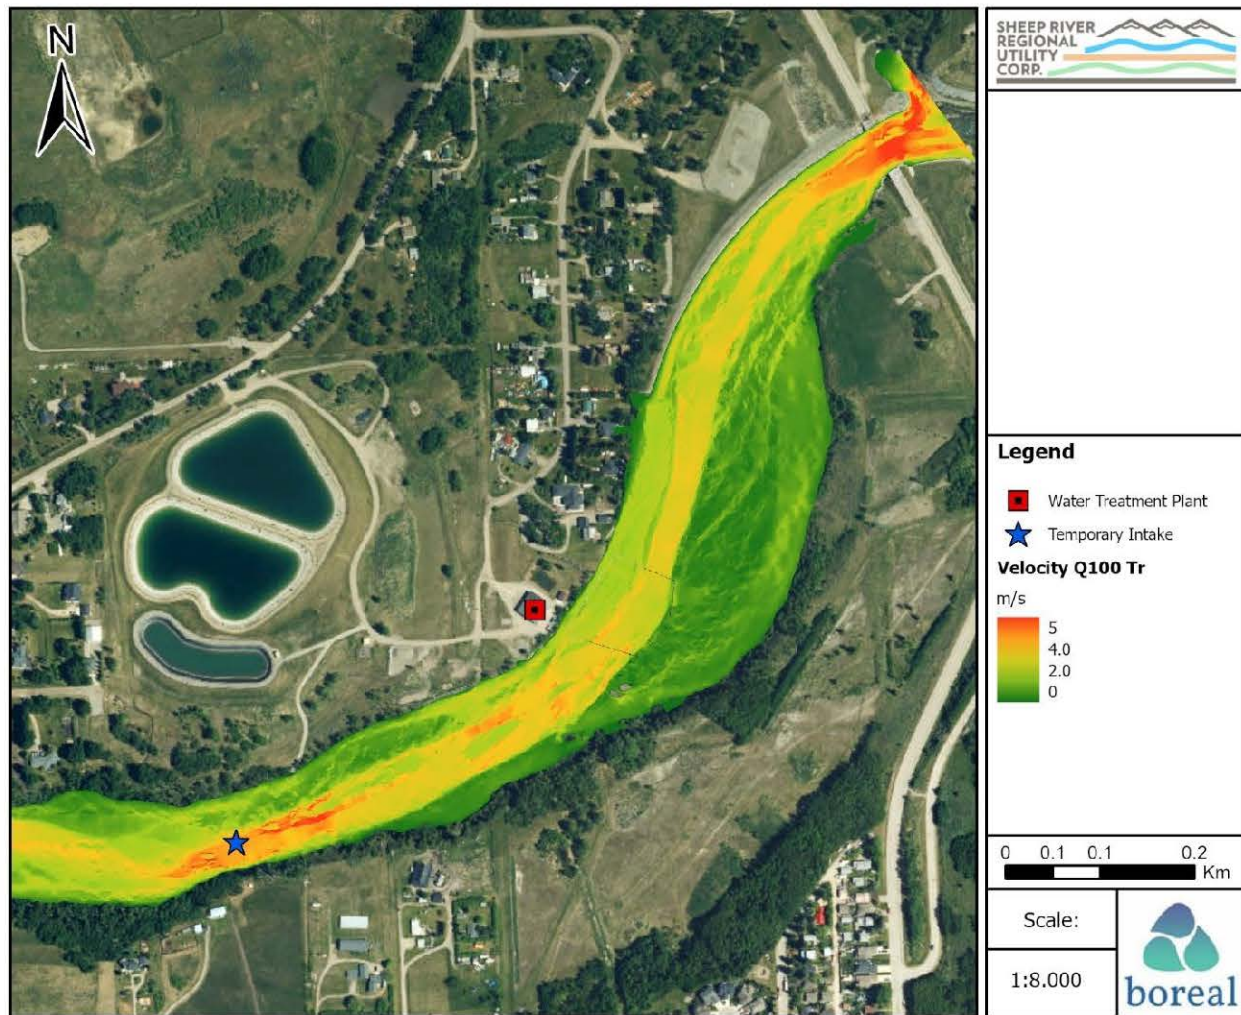 N
SHEEP RIVER
REGIONAL
UTILITY
CORP.
Legend
Water Treatment Plant
Temporary Intake
Velocity Q100 Tr
m/s
5
4.0
2.0
0
0 0.1 0.1 0.2
Km
Scale:
1:8.000
boreal